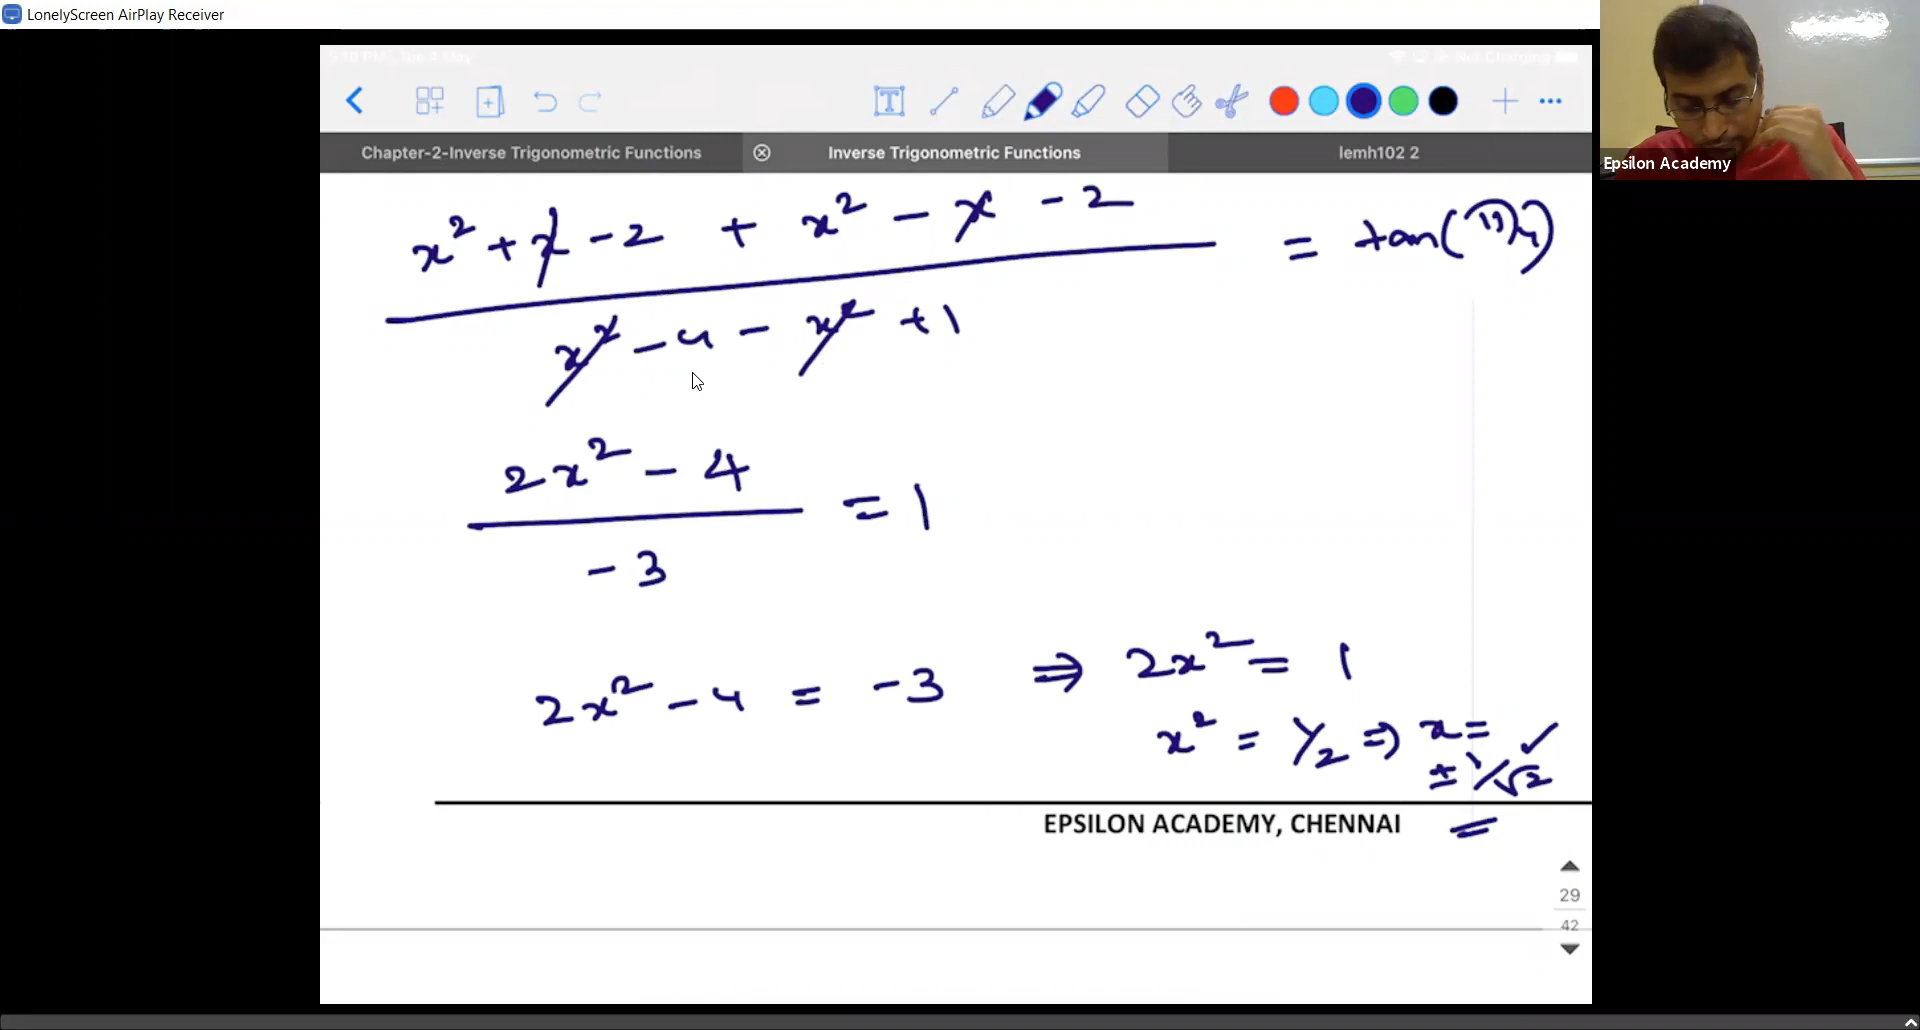 LonelyScreen AirPlay Receiver
Chapter-2-Inverse Trigonometric Functions
Inverse Trigonometric Functions
lemh102 2
Epsilon Academy
x² + x - 2 + x² - x - 2
= tan(π/4)
x² - 4 - x² + 1
2x² - 4
= 1
- 3
2x² - 4 = -3 ⇒ 2x² = 1
x² = 1/2 ⇒ x =
± 1/√2 ✓
EPSILON ACADEMY, CHENNAI
29
42